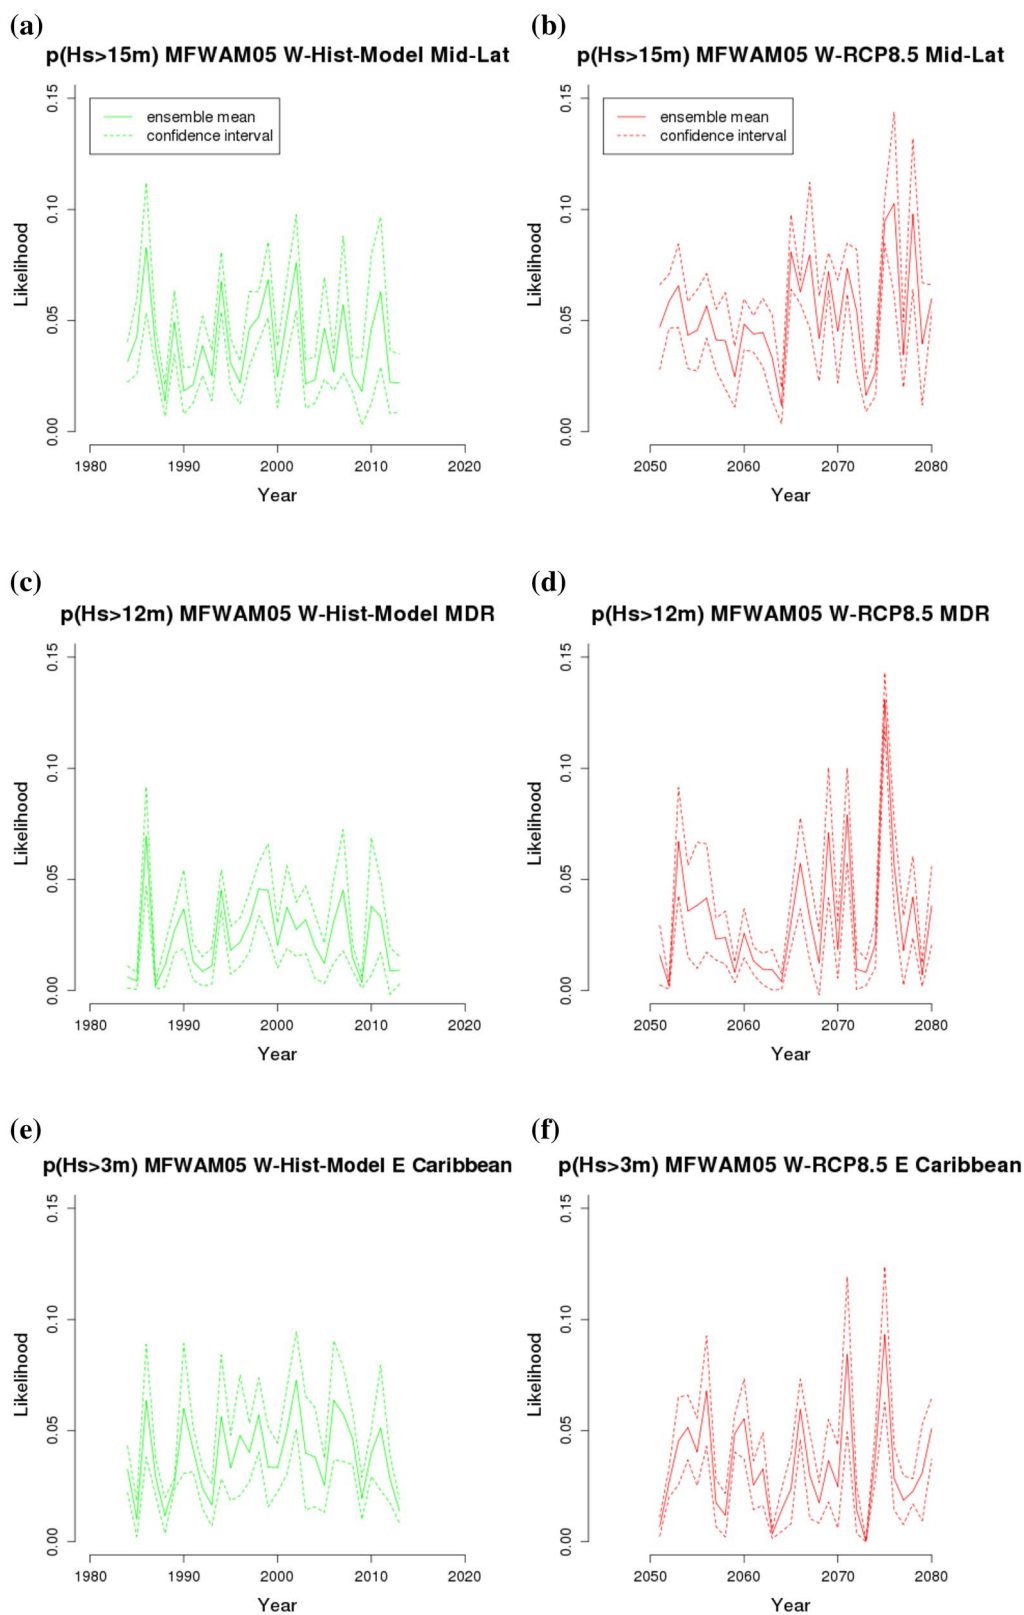 (a)
p(Hs>15m) MFWAM05 W-Hist-Model Mid-Lat
0.15
0.10
0.05
0.00
Likelihood
ensemble mean
confidence interval
1980 1990 2000 2010 2020
Year
(b)
p(Hs>15m) MFWAM05 W-RCP8.5 Mid-Lat
0.15
0.10
0.05
0.00
Likelihood
ensemble mean
confidence interval
2050 2060 2070 2080
Year
(c)
p(Hs>12m) MFWAM05 W-Hist-Model MDR
0.15
0.10
0.05
0.00
Likelihood
1980 1990 2000 2010 2020
Year
(d)
p(Hs>12m) MFWAM05 W-RCP8.5 MDR
0.15
0.10
0.05
0.00
Likelihood
2050 2060 2070 2080
Year
(e)
p(Hs>3m) MFWAM05 W-Hist-Model E Caribbean
0.15
0.10
0.05
0.00
Likelihood
1980 1990 2000 2010 2020
Year
(f)
p(Hs>3m) MFWAM05 W-RCP8.5 E Caribbean
0.15
0.10
0.05
0.00
Likelihood
2050 2060 2070 2080
Year